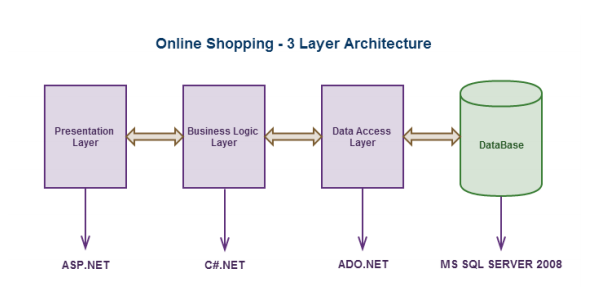 Online Shopping - 3 Layer Architecture
Presentation
Layer
Business Logic
Layer
Data Access
Layer
DataBase
ASP.NET
C#.NET
ADO.NET
MS SQL SERVER 2008